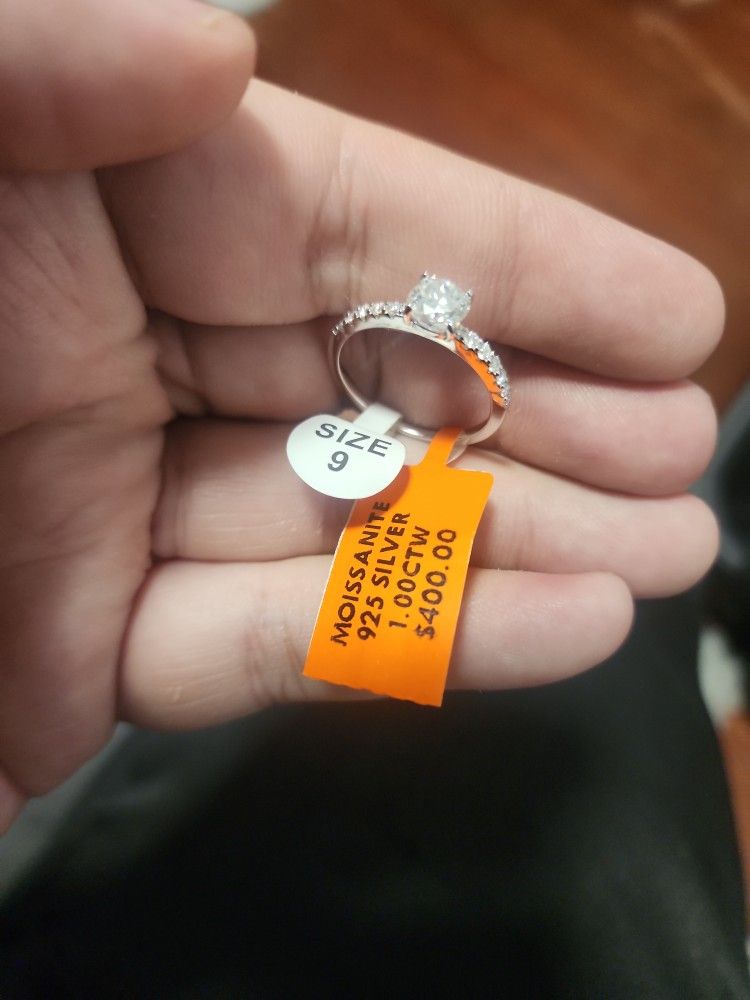 SIZE
9
MOISSANITE
925 SILVER
1.00CTW
$400.00